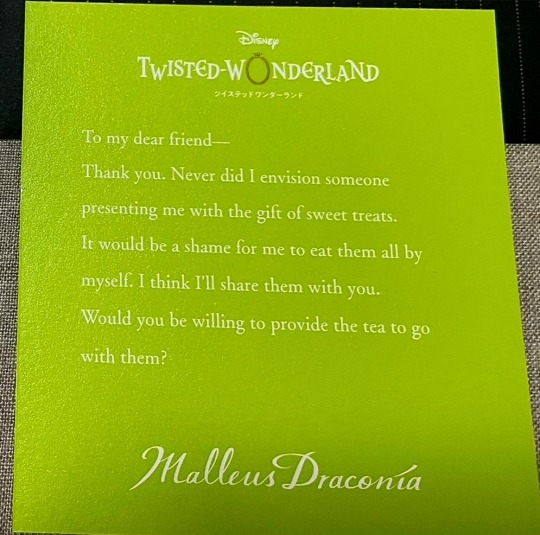 Disney
TWISTED-WONDERLAND
ツイステッドワンダーランド
To my dear friend—
Thank you. Never did I envision someone
presenting me with the gift of sweet treats.
It would be a shame for me to eat them all by
myself. I think I'll share them with you.
Would you be willing to provide the tea to go
with them?
Malleus Draconia